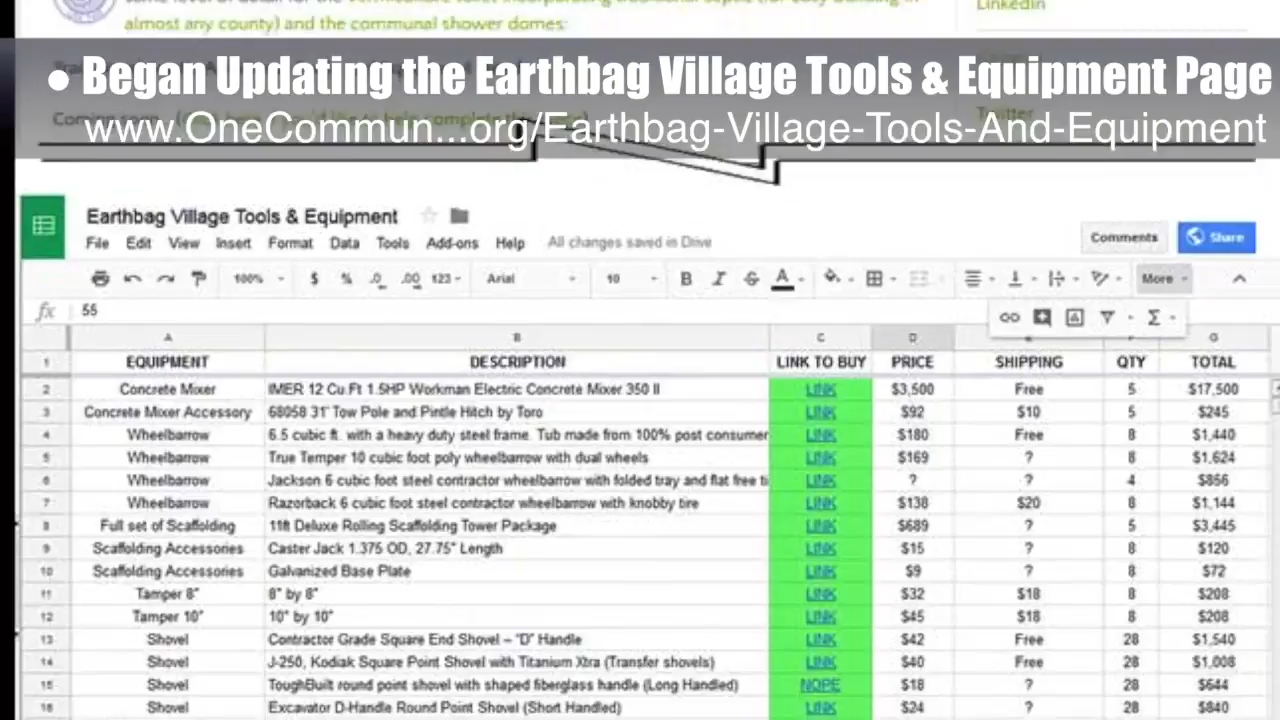 almost any county) and the communal shower domes:
LinkedIn
• Began Updating the Earthbag Village Tools & Equipment Page
www.OneCommun...org/Earthbag-Village-Tools-And-Equipment
Twitter
Earthbag Village Tools & Equipment
File Edit View Insert Format Data Tools Add-ons Help All changes saved in Drive
Comments Share
100% $ % .0 .00 123 Arial 10 B I S A More
fx 55
A B C D G
1 EQUIPMENT DESCRIPTION LINK TO BUY PRICE SHIPPING QTY TOTAL
2 Concrete Mixer IMER 12 Cu.Ft 1.5HP Workman Electric Concrete Mixer 350 II LINK $3,500 Free 5 $17,500
3 Concrete Mixer Accessory 68058 31" Tow Pole and Pintle Hitch by Toro LINK $92 $10 5 $245
4 Wheelbarrow 6.5 cubic ft. with a heavy duty steel frame. Tub made from 100% post consumer LINK $180 Free 8 $1,440
5 Wheelbarrow True Temper 10 cubic foot poly wheelbarrow with dual wheels LINK $169 ? 8 $1,624
6 Wheelbarrow Jackson 6 cubic foot steel contractor wheelbarrow with folded tray and flat free ti LINK ? ? 4 $856
7 Wheelbarrow Razorback 6 cubic foot steel contractor wheelbarrow with knobby tire LINK $138 $20 8 $1,144
8 Full set of Scaffolding 11ft Deluxe Rolling Scaffolding Tower Package LINK $689 ? 5 $3,445
9 Scaffolding Accessories Caster Jack 1.375 OD, 27.75" Length LINK $15 ? 8 $120
10 Scaffolding Accessories Galvanized Base Plate LINK $9 ? 8 $72
11 Tamper 8" 8" by 8" LINK $32 $18 8 $208
12 Tamper 10" 10" by 10" LINK $45 $18 8 $208
13 Shovel Contractor Grade Square End Shovel – "D" Handle LINK $42 Free 28 $1,540
14 Shovel J-250, Kodiak Square Point Shovel with Titanium Xtra (Transfer shovels) LINK $40 Free 28 $1,008
15 Shovel ToughBuilt round point shovel with shaped fiberglass handle (Long Handled) NOPE $18 ? 28 $644
16 Shovel Excavator D-Handle Round Point Shovel (Short Handled) LINK $24 ? 28 $840